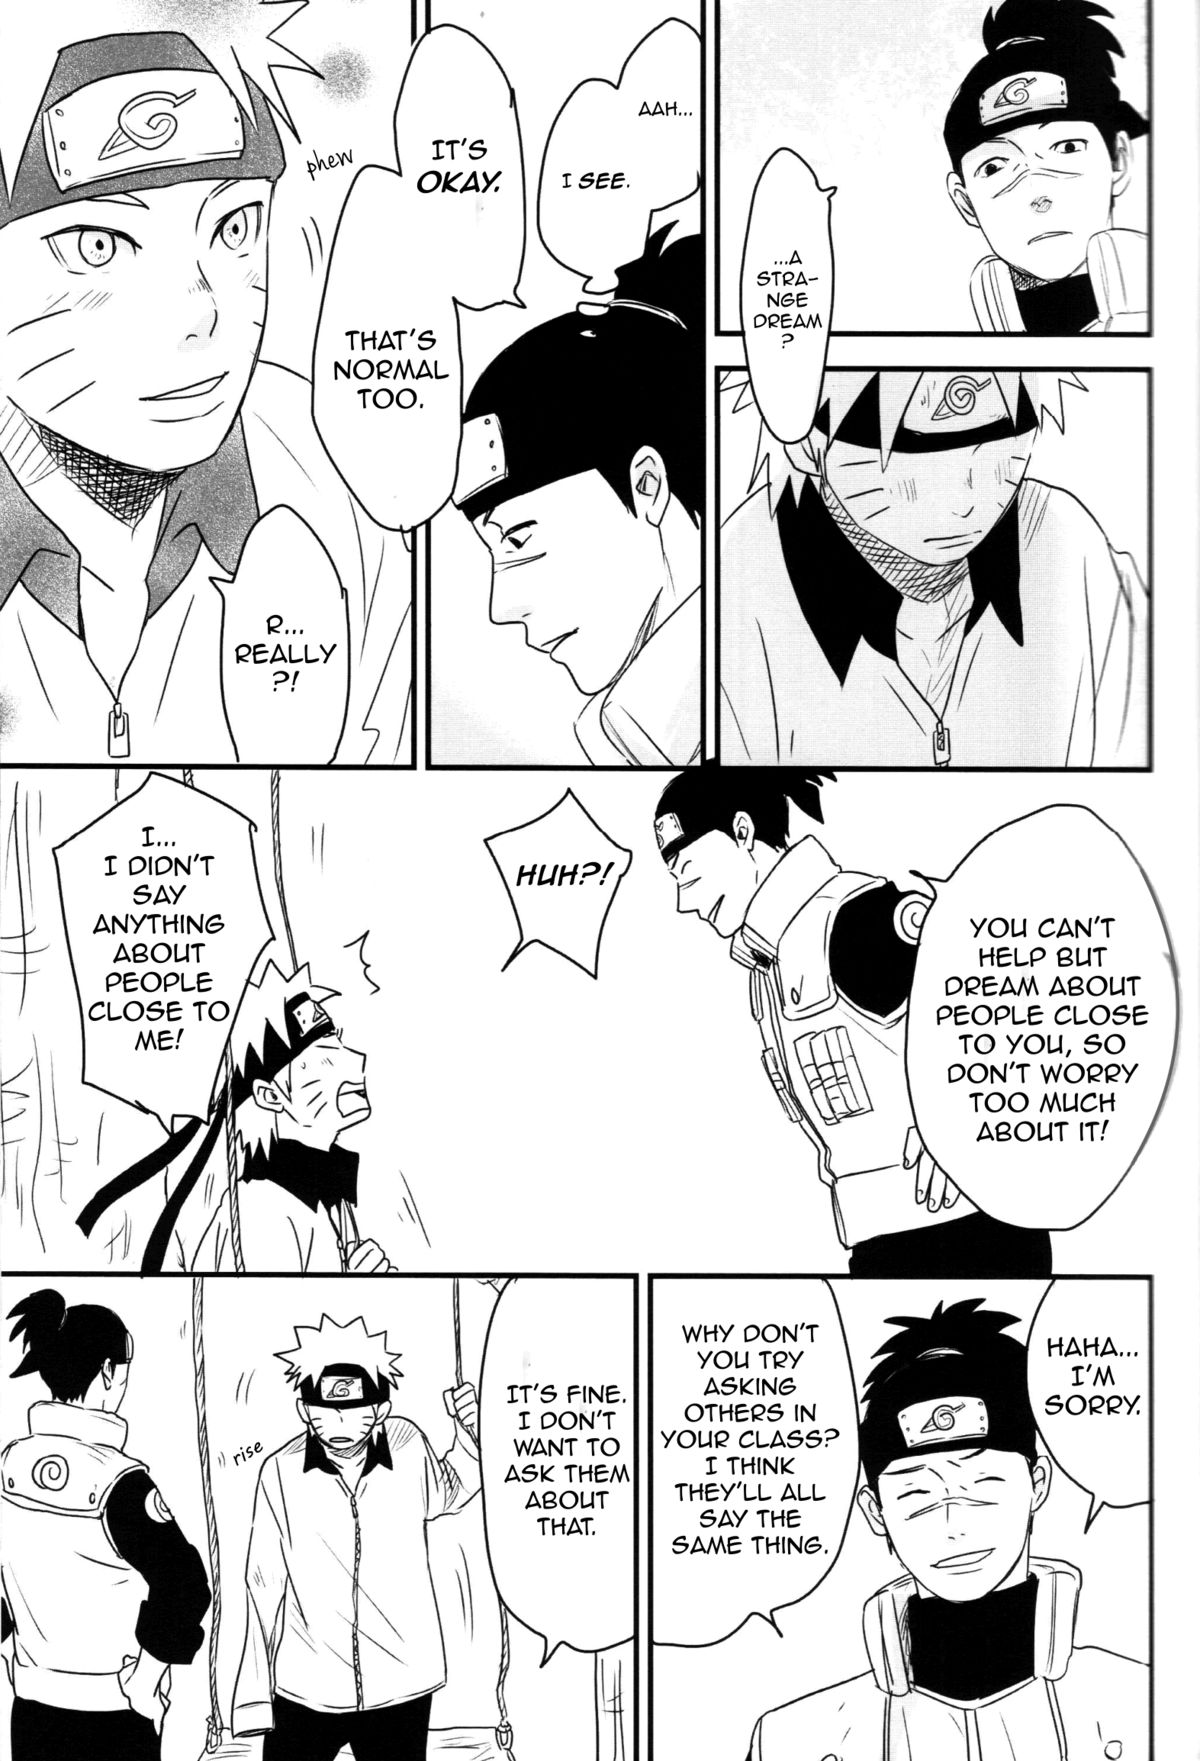 ...A
STRA-
NGE
DREAM
?
AAH...
I SEE.
IT'S
OKAY.
THAT'S
NORMAL
TOO.
phew
R...
REALLY
?!
YOU CAN'T
HELP BUT
DREAM ABOUT
PEOPLE CLOSE
TO YOU, SO
DON'T WORRY
TOO MUCH
ABOUT IT!
HUH?!
I...
I DIDN'T
SAY
ANYTHING
ABOUT
PEOPLE
CLOSE TO
ME!
HAHA...
I'M
SORRY.
WHY DON'T
YOU TRY
ASKING
OTHERS IN
YOUR CLASS?
I THINK
THEY'LL ALL
SAY THE
SAME THING.
IT'S FINE.
I DON'T
WANT TO
ASK THEM
ABOUT
THAT.
rise